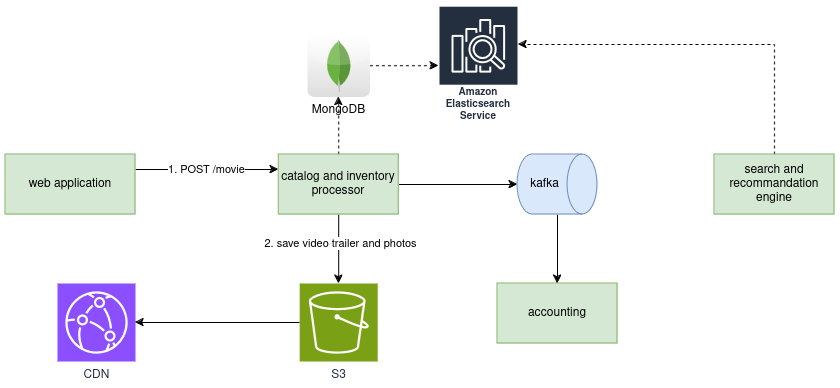 MongoDB
Amazon
Elasticsearch
Service
web application
1. POST /movie
catalog and inventory
processor
kafka
search and
recommandation
engine
2. save video trailer and photos
accounting
CDN
S3